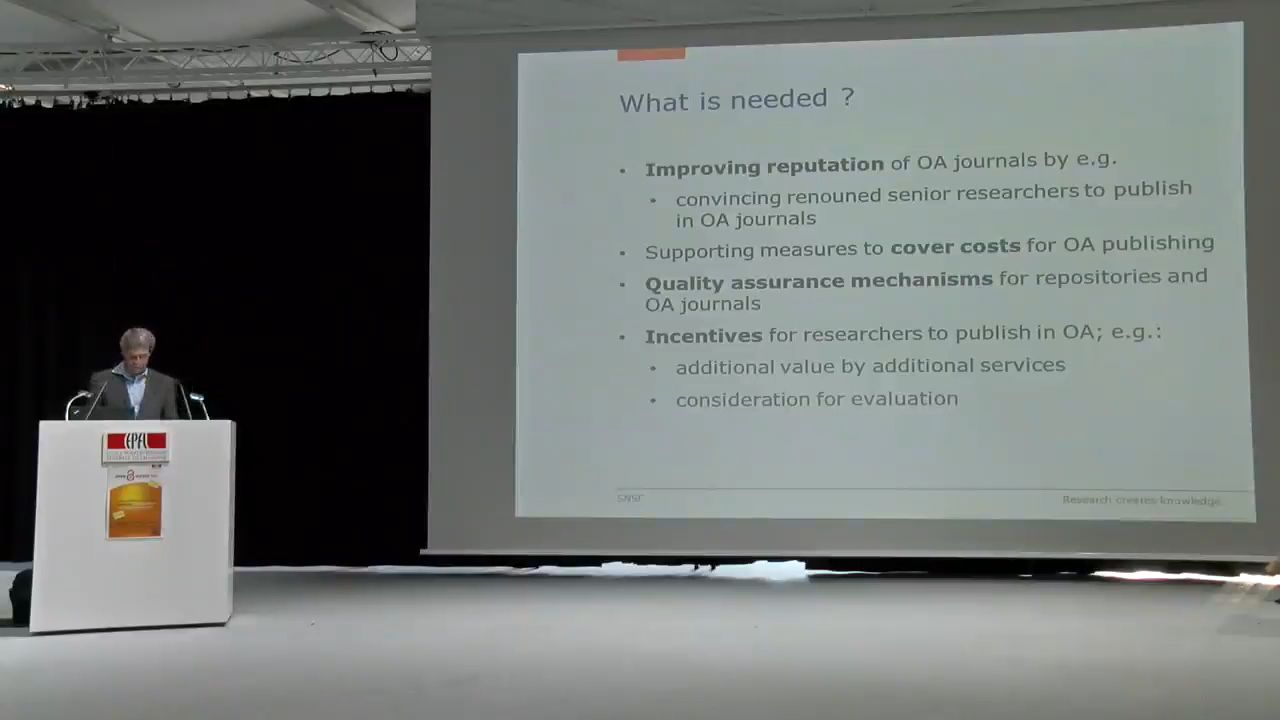 What is needed ?
• Improving reputation of OA journals by e.g.
• convincing renouned senior researchers to publish
in OA journals
• Supporting measures to cover costs for OA publishing
• Quality assurance mechanisms for repositories and
OA journals
• Incentives for researchers to publish in OA; e.g.:
• additional value by additional services
• consideration for evaluation
SNSF
Research creates knowledge
EPFL